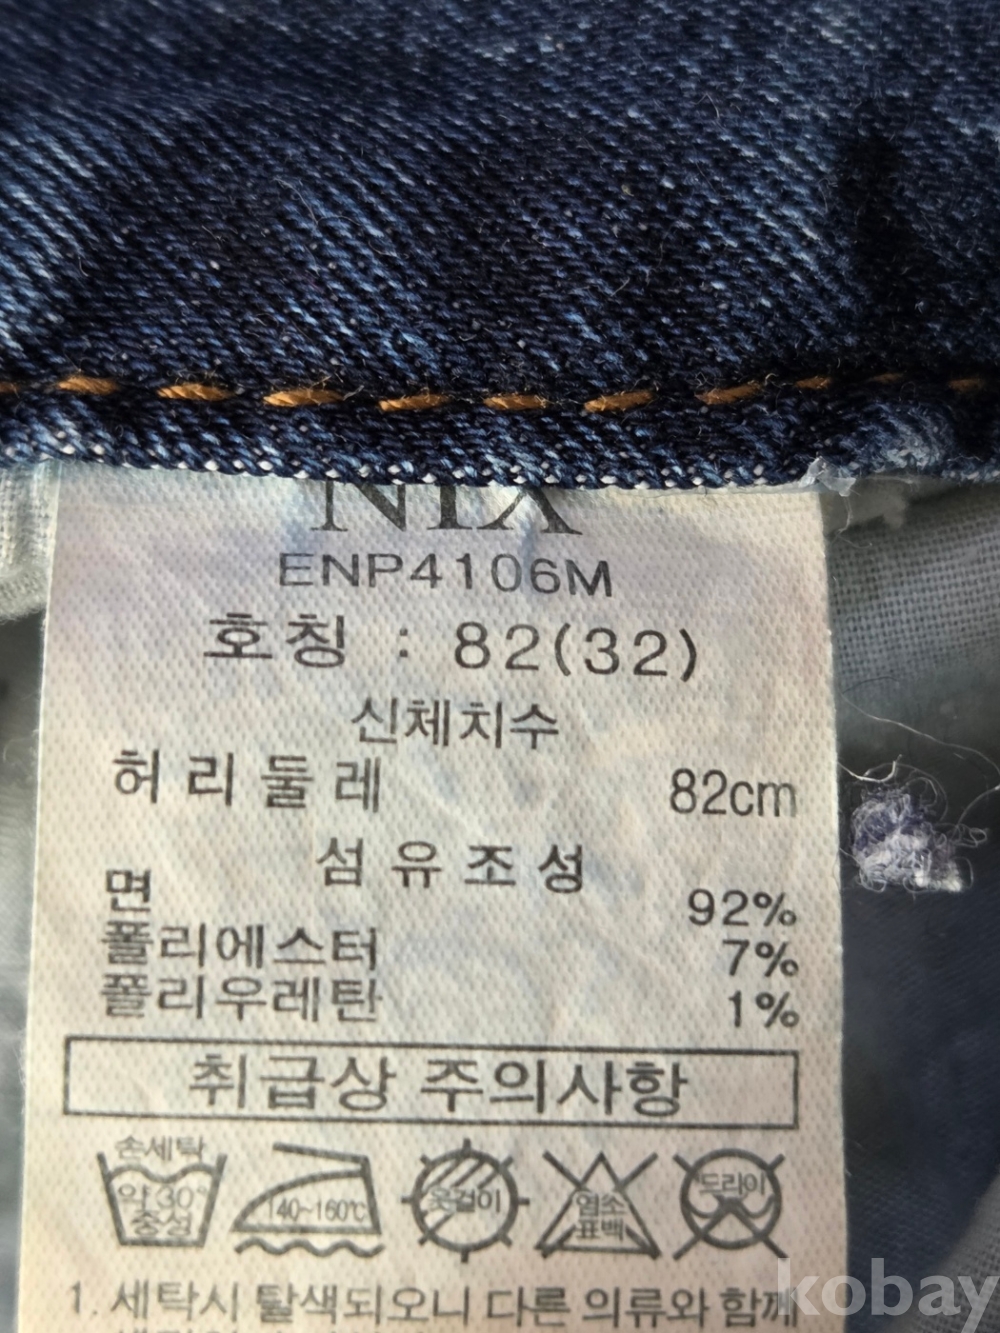 NIX
ENP4106M
호칭 : 82(32)
신체치수
허리둘레 82cm
섬유조성
면 92%
폴리에스터 7%
폴리우레탄 1%
취급상 주의사항
손세탁
약30°
중성
140~160℃
옷걸이
염소
표백
드라이
1. 세탁시 탈색되오니 다른 의류와 함께
kobay